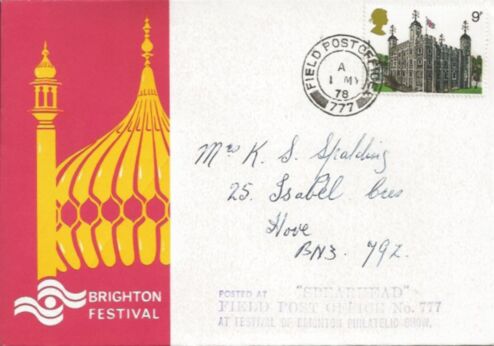 FIELD POST OFFICE
A
1 MY
78
777
9P
Mrs K. S. Spalding
25. Isabel Cres
Hove
BN3. 79Z.
BRIGHTON
FESTIVAL
POSTED AT "SPEARHEAD"
FIELD POST OFFICE No. 777
AT FESTIVAL OF BRIGHTON PHILATELIC SHOW.